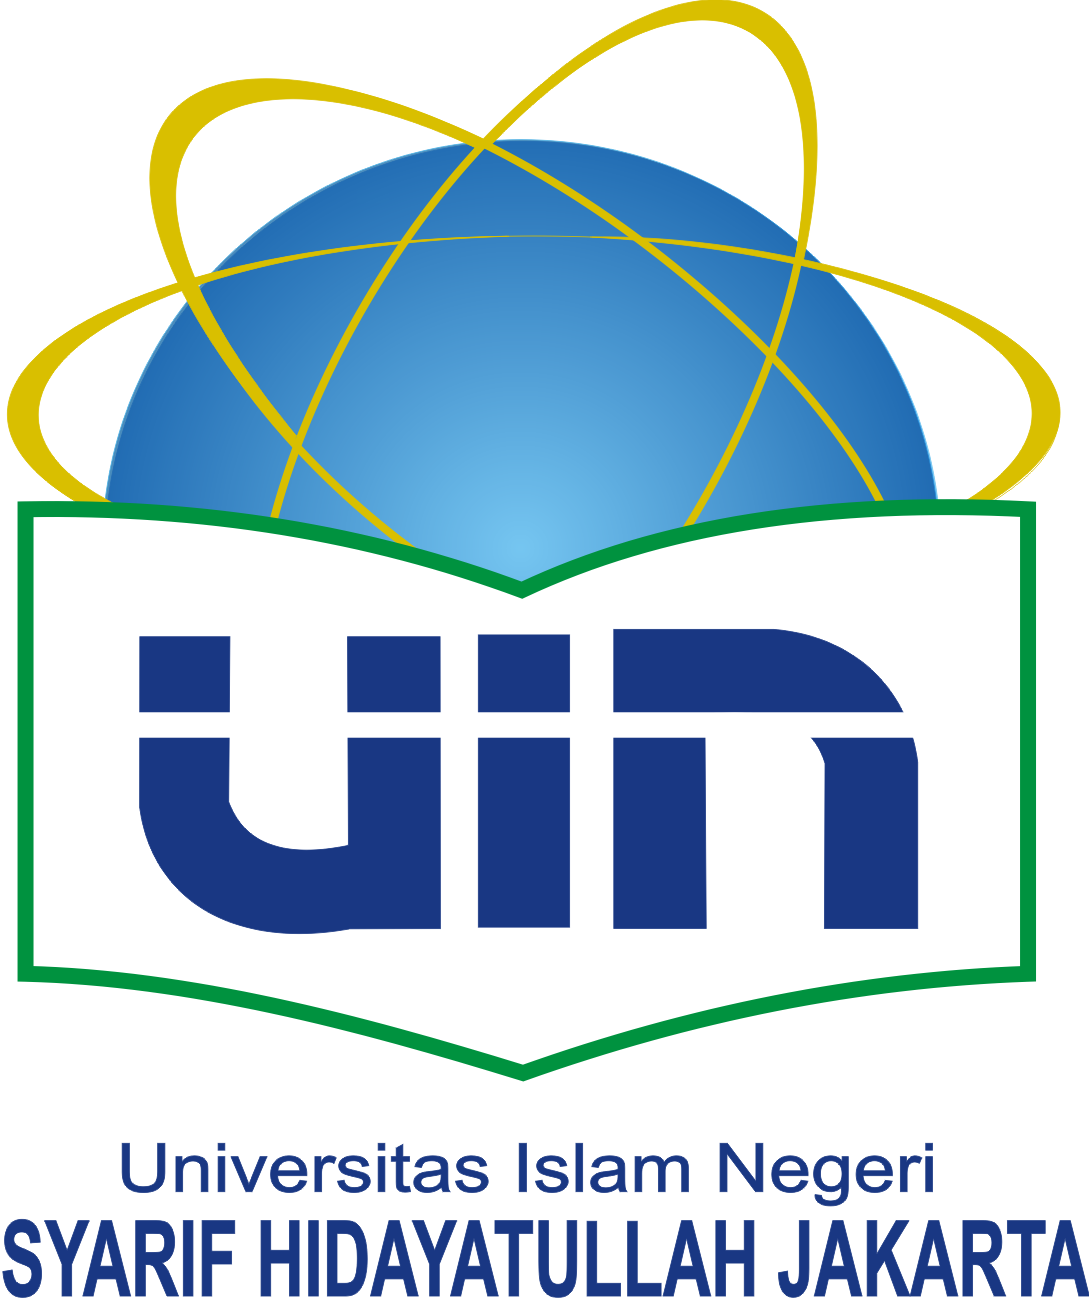 UIN
Universitas Islam Negeri
SYARIF HIDAYATULLAH JAKARTA